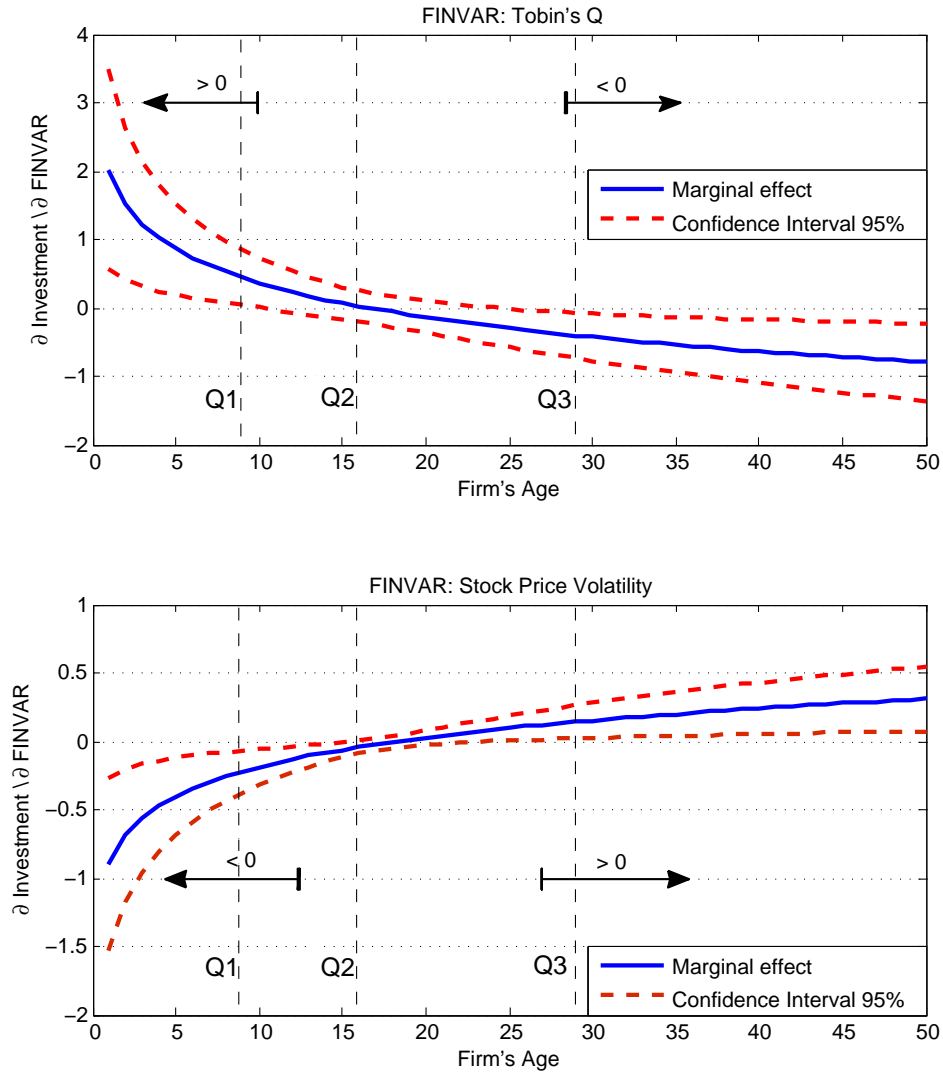 FINVAR: Tobin's Q
4
3
2
1
0
−1
−2
> 0
< 0
Marginal effect
Confidence Interval 95%
∂ Investment \ ∂ FINVAR
Q1
Q2
Q3
0 5 10 15 20 25 30 35 40 45 50
Firm's Age
FINVAR: Stock Price Volatility
1
0.5
0
−0.5
−1
−1.5
−2
∂ Investment \ ∂ FINVAR
< 0
> 0
Q1
Q2
Q3
Marginal effect
Confidence Interval 95%
0 5 10 15 20 25 30 35 40 45 50
Firm's Age